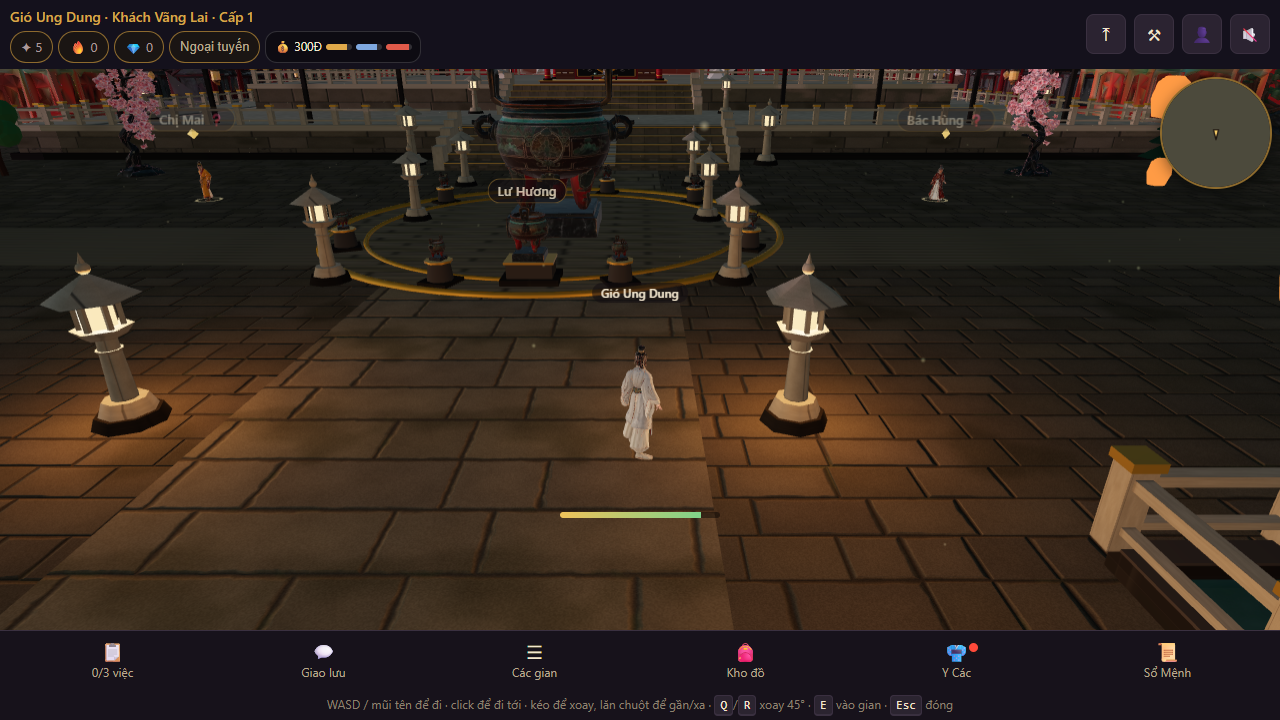 Gió Ung Dung · Khách Vãng Lai · Cấp 1
5 0 0 Ngoại tuyến 300Đ
Chị Mai ?
Bác Hùng ?
Lư Hương
Gió Ung Dung
0/3 việc
Giao lưu
Các gian
Kho đồ
Y Các
Sổ Mệnh
WASD / mũi tên để đi · click để đi tới · kéo để xoay, lăn chuột để gần/xa · Q / R xoay 45° · E vào gian · Esc đóng